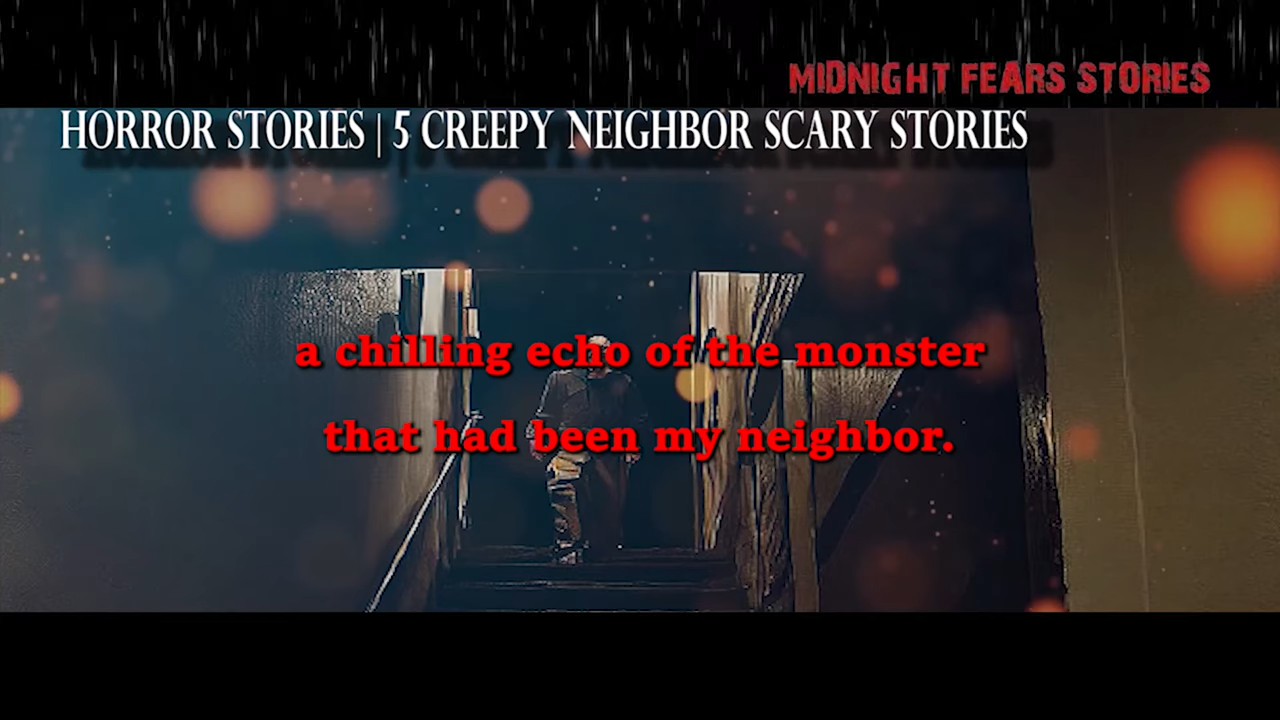 MIDNIGHT FEARS STORIES
HORROR STORIES | 5 CREEPY NEIGHBOR SCARY STORIES
a chilling echo of the monster
that had been my neighbor.